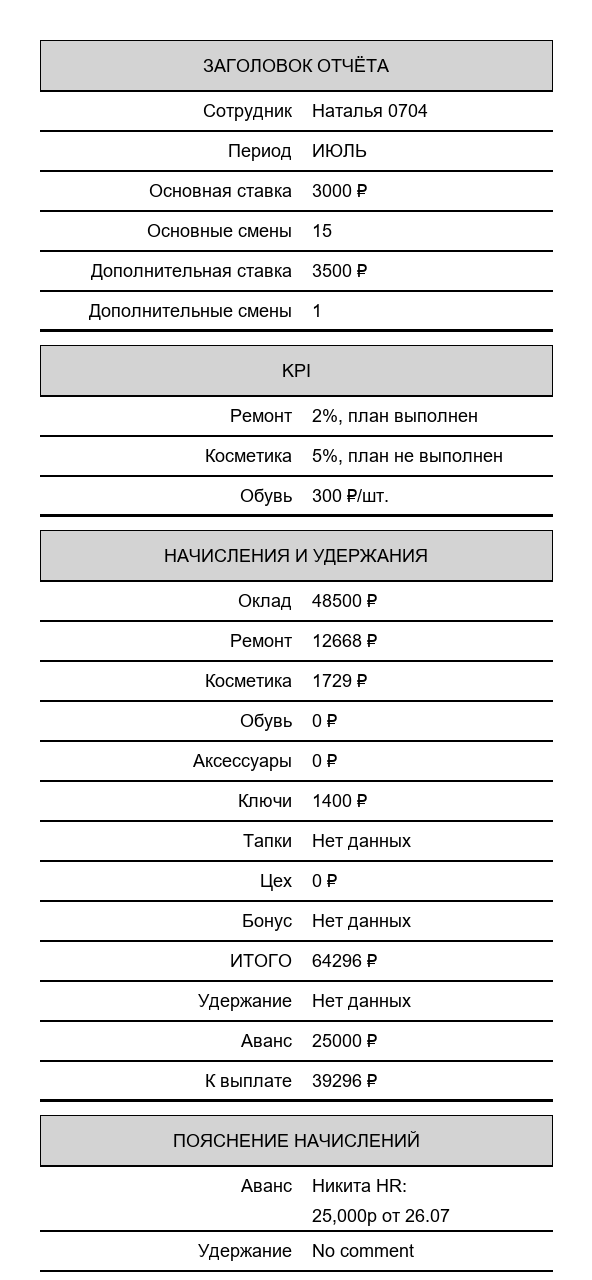 ЗАГОЛОВОК ОТЧЁТА
Сотрудник Наталья 0704
Период ИЮЛЬ
Основная ставка 3000 ₽
Основные смены 15
Дополнительная ставка 3500 ₽
Дополнительные смены 1
KPI
Ремонт 2%, план выполнен
Косметика 5%, план не выполнен
Обувь 300 ₽/шт.
НАЧИСЛЕНИЯ И УДЕРЖАНИЯ
Оклад 48500 ₽
Ремонт 12668 ₽
Косметика 1729 ₽
Обувь 0 ₽
Аксессуары 0 ₽
Ключи 1400 ₽
Тапки Нет данных
Цех 0 ₽
Бонус Нет данных
ИТОГО 64296 ₽
Удержание Нет данных
Аванс 25000 ₽
К выплате 39296 ₽
ПОЯСНЕНИЕ НАЧИСЛЕНИЙ
Аванс Никита HR:
25,000р от 26.07
Удержание No comment